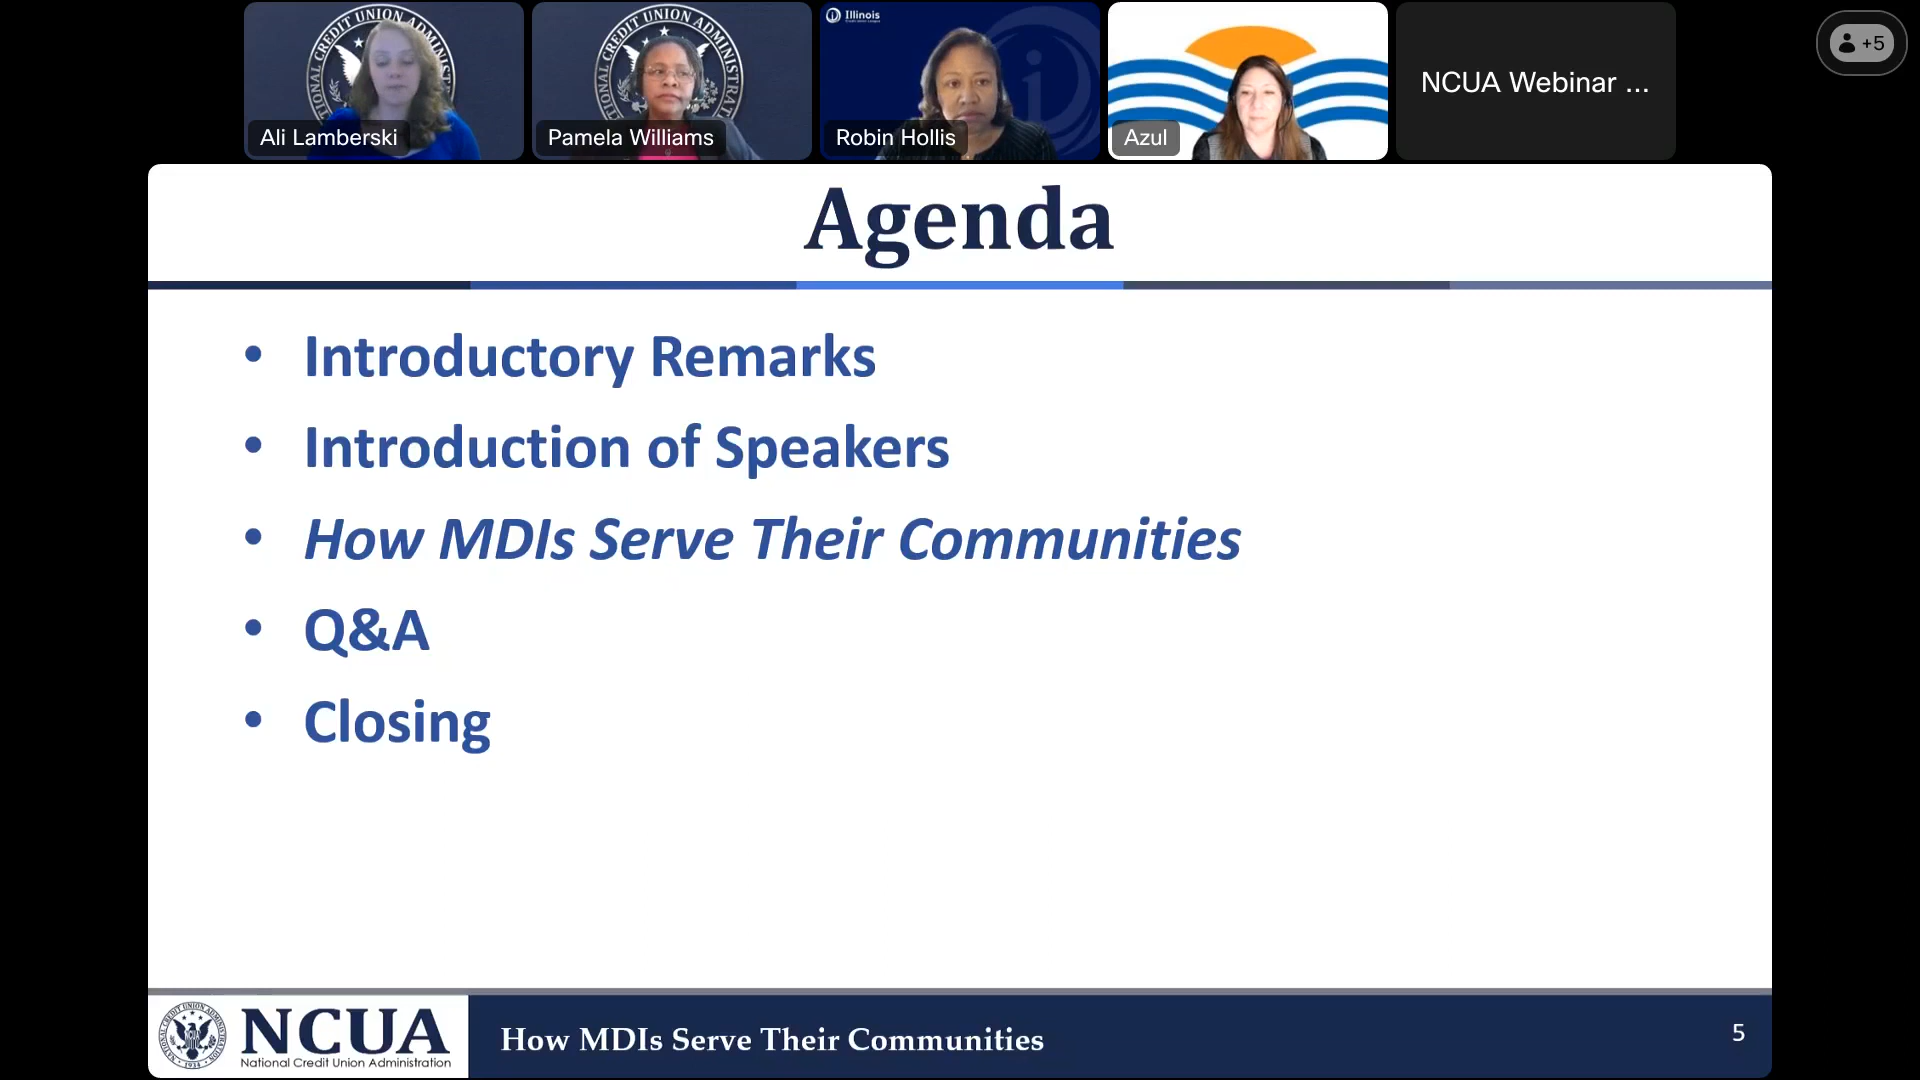 Illinois
+5
NCUA Webinar ...
Ali Lamberski
Pamela Williams
Robin Hollis
Azul
Agenda
• Introductory Remarks
• Introduction of Speakers
• How MDIs Serve Their Communities
• Q&A
• Closing
NCUA
National Credit Union Administration
How MDIs Serve Their Communities
5